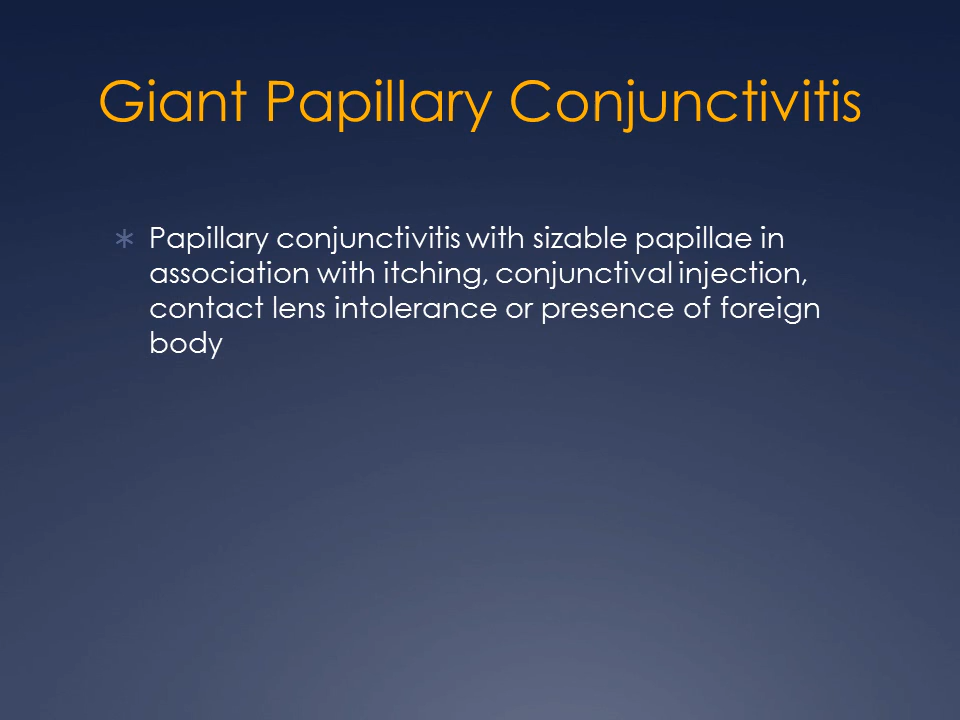 Giant Papillary Conjunctivitis
Papillary conjunctivitis with sizable papillae in
association with itching, conjunctival injection,
contact lens intolerance or presence of foreign
body